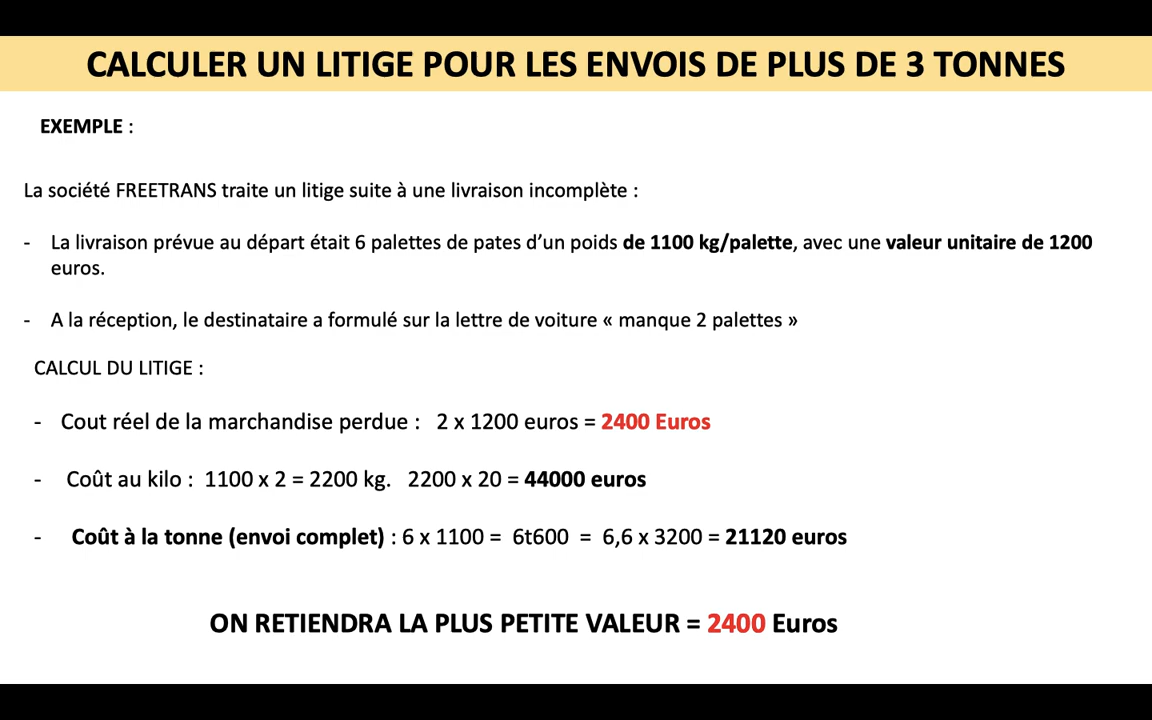 CALCULER UN LITIGE POUR LES ENVOIS DE PLUS DE 3 TONNES
EXEMPLE :
La société FREETRANS traite un litige suite à une livraison incomplète :
- La livraison prévue au départ était 6 palettes de pates d’un poids de 1100 kg/palette, avec une valeur unitaire de 1200
euros.
- A la réception, le destinataire a formulé sur la lettre de voiture « manque 2 palettes »
CALCUL DU LITIGE :
- Cout réel de la marchandise perdue : 2 x 1200 euros = 2400 Euros
- Coût au kilo : 1100 x 2 = 2200 kg. 2200 x 20 = 44000 euros
- Coût à la tonne (envoi complet) : 6 x 1100 = 6t600 = 6,6 x 3200 = 21120 euros
ON RETIENDRA LA PLUS PETITE VALEUR = 2400 Euros